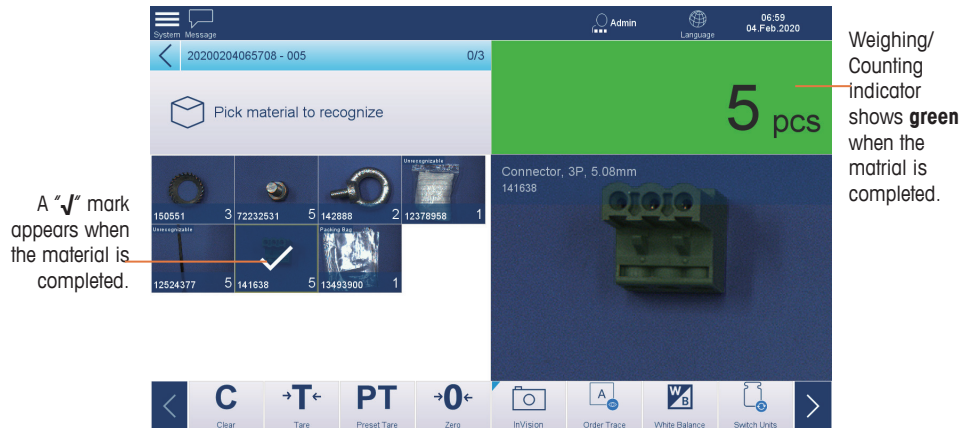 System Message
Admin
Language
06:59
04.Feb.2020
20200204065708 - 005 0/3
Pick material to recognize
5 pcs
Weighing/
Counting
indicator
shows green
when the
matrial is
completed.
Unrecognizable
150551 3 72232531 5 142888 2 12378958 1
Unrecognizable
Packing Bag
12524377 5 141638 5 13493900 1
A "√" mark
appears when
the material is
completed.
Connector, 3P, 5.08mm
141638
C
Clear
→T←
Tare
PT
Preset Tare
→0←
Zero
InVision
A
Order Trace
W/B
White Balance
Switch Units